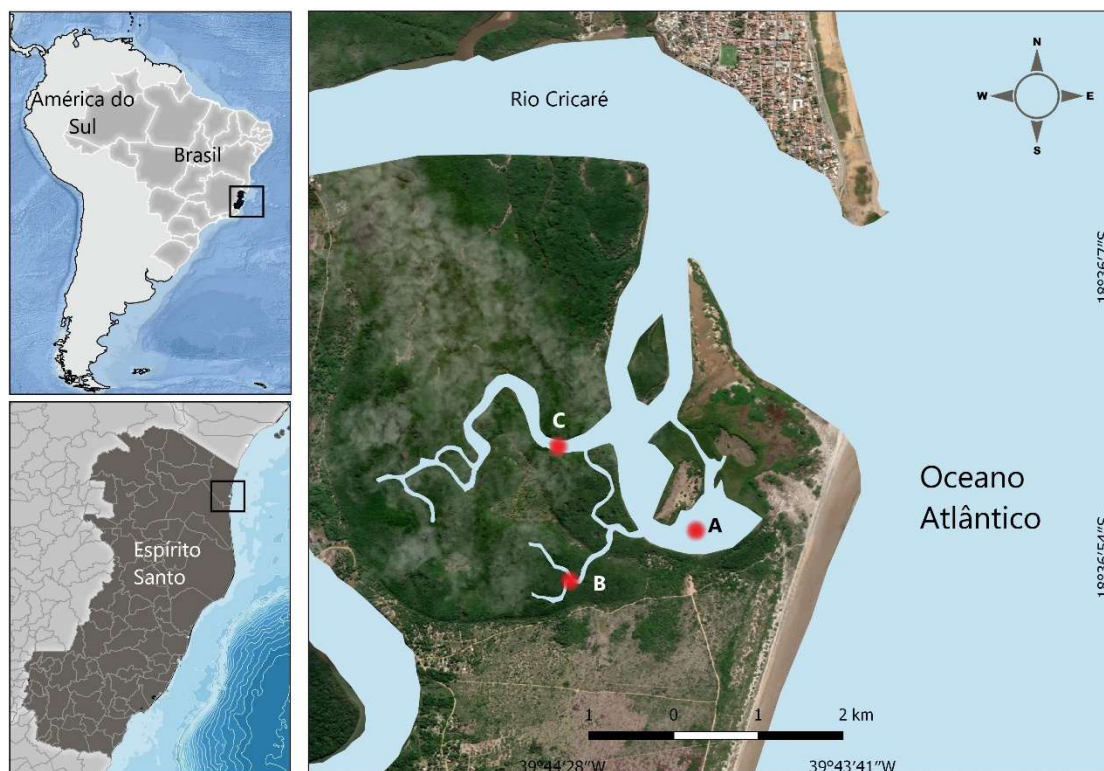 América do
Sul
Brasil
Espírito
Santo
Rio Cricaré
N
W E
S
18°36'7"S
C
A
B
Oceano
Atlântico
18°36'54"S
1 0 1 2 km
39°44'28"W 39°43'41"W